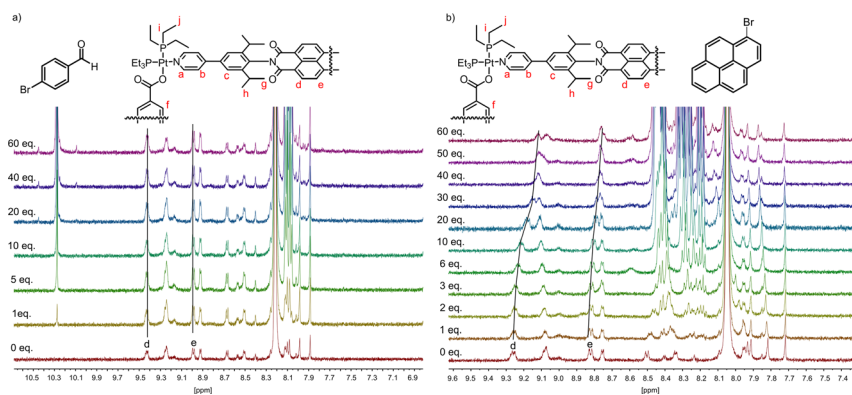 a)
O
H
Br
j
i
P
Et₃P-Pt-N
O
O
a
b
c
g
h
N
O
O
d
e
f
60 eq.
40 eq.
20 eq.
10 eq.
5 eq.
1eq.
0 eq.
d
e
10.5 10.3 10.1 9.9 9.7 9.5 9.3 9.1 8.9 8.7 8.5 8.3 8.1 7.9 7.7 7.5 7.3 7.1 6.9
[ppm]
b)
j
i
P
Et₃P-Pt-N
O
O
a
b
c
g
h
N
O
O
d
e
f
Br
60 eq.
50 eq.
40 eq.
30 eq.
20 eq.
10 eq.
6 eq.
3 eq.
2 eq.
1 eq.
0 eq.
d
e
9.6 9.5 9.4 9.3 9.2 9.1 9.0 8.9 8.8 8.7 8.6 8.5 8.4 8.3 8.2 8.1 8.0 7.9 7.8 7.7 7.6 7.5 7.4
[ppm]